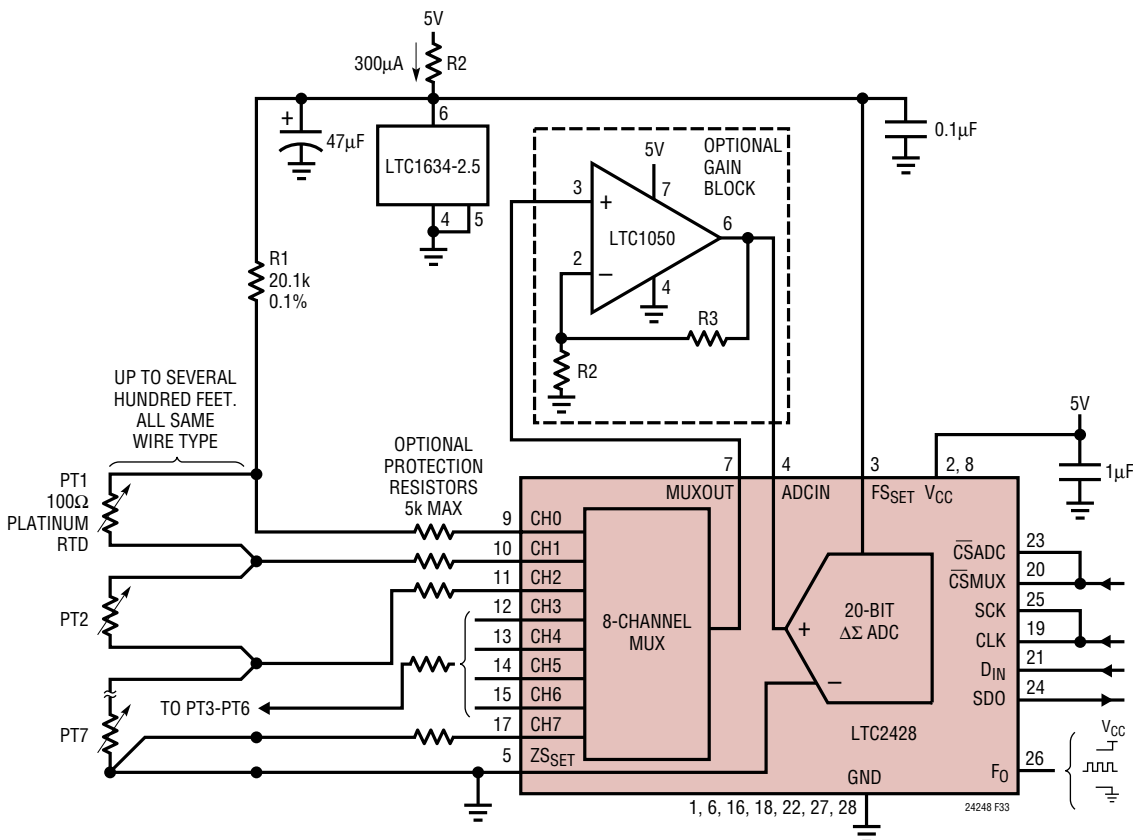 5V
300µA
R2
6
+
47µF
LTC1634-2.5
4
5
0.1µF
OPTIONAL
GAIN
BLOCK
5V
7
3
+
6
LTC1050
2
–
4
R3
R2
R1
20.1k
0.1%
UP TO SEVERAL
HUNDRED FEET.
ALL SAME
WIRE TYPE
OPTIONAL
PROTECTION
RESISTORS
5k MAX
5V
1µF
7
4
3
2, 8
MUXOUT
ADCIN
FSSET
VCC
PT1
100Ω
PLATINUM
RTD
PT2
PT7
TO PT3-PT6
9
CH0
10
CH1
11
CH2
12
CH3
13
CH4
14
CH5
15
CH6
17
CH7
5
ZSSET
8-CHANNEL
MUX
+
20-BIT
ΔΣ ADC
–
LTC2428
GND
1, 6, 16, 18, 22, 27, 28
23
CSADC
20
CSMUX
25
SCK
19
CLK
21
DIN
24
SDO
26
FO
VCC
24248 F33